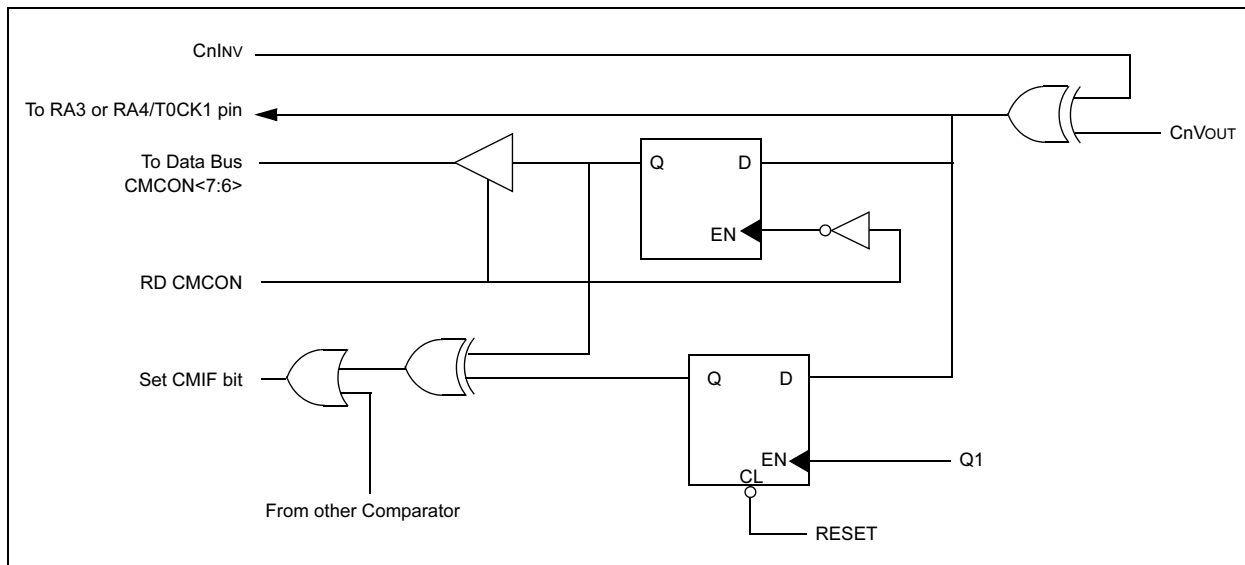 CnINV
To RA3 or RA4/T0CK1 pin
CnVOUT
To Data Bus
CMCON<7:6>
Q
D
EN
RD CMCON
Set CMIF bit
Q
D
EN
Q1
CL
From other Comparator
RESET